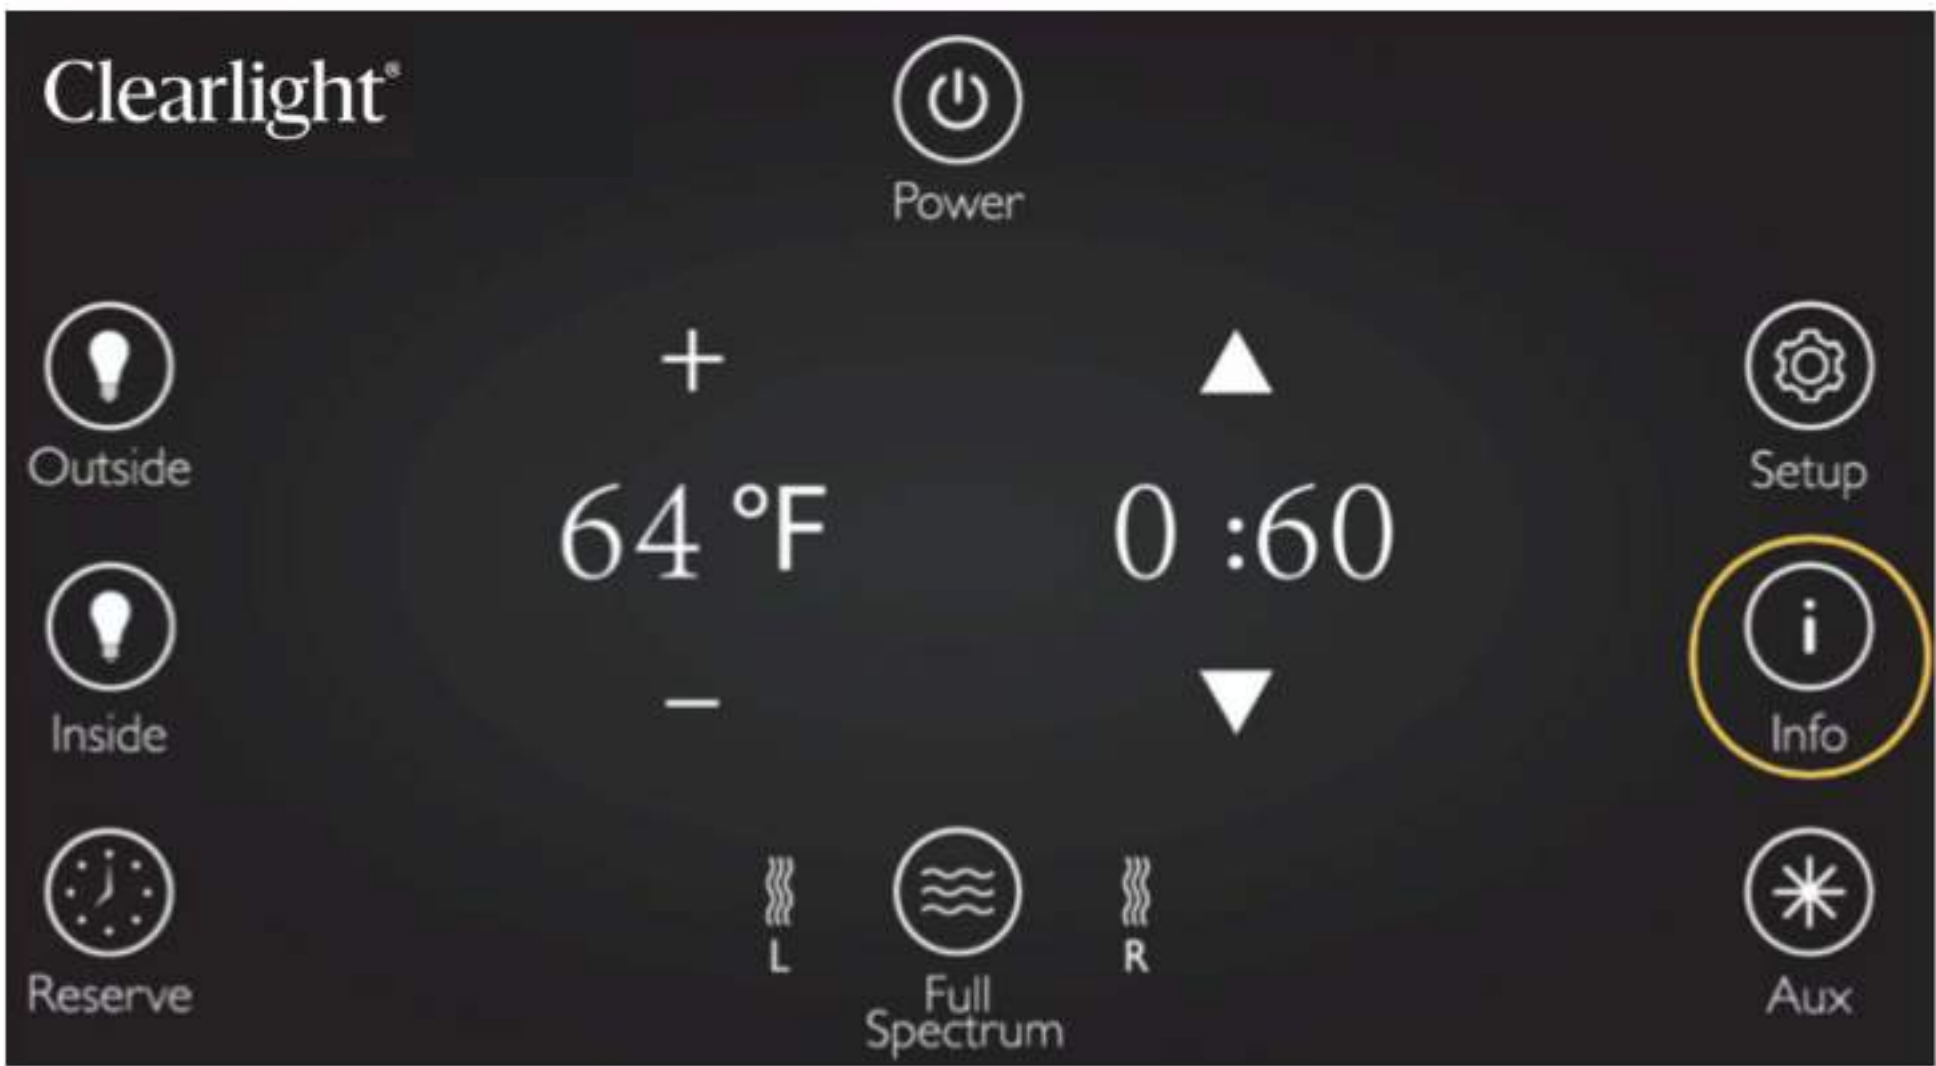 Clearlight®
Power
Outside
+
▲
Setup
64 °F
0 :60
Inside
−
▼
i
Info
Reserve
L
Full
Spectrum
R
Aux